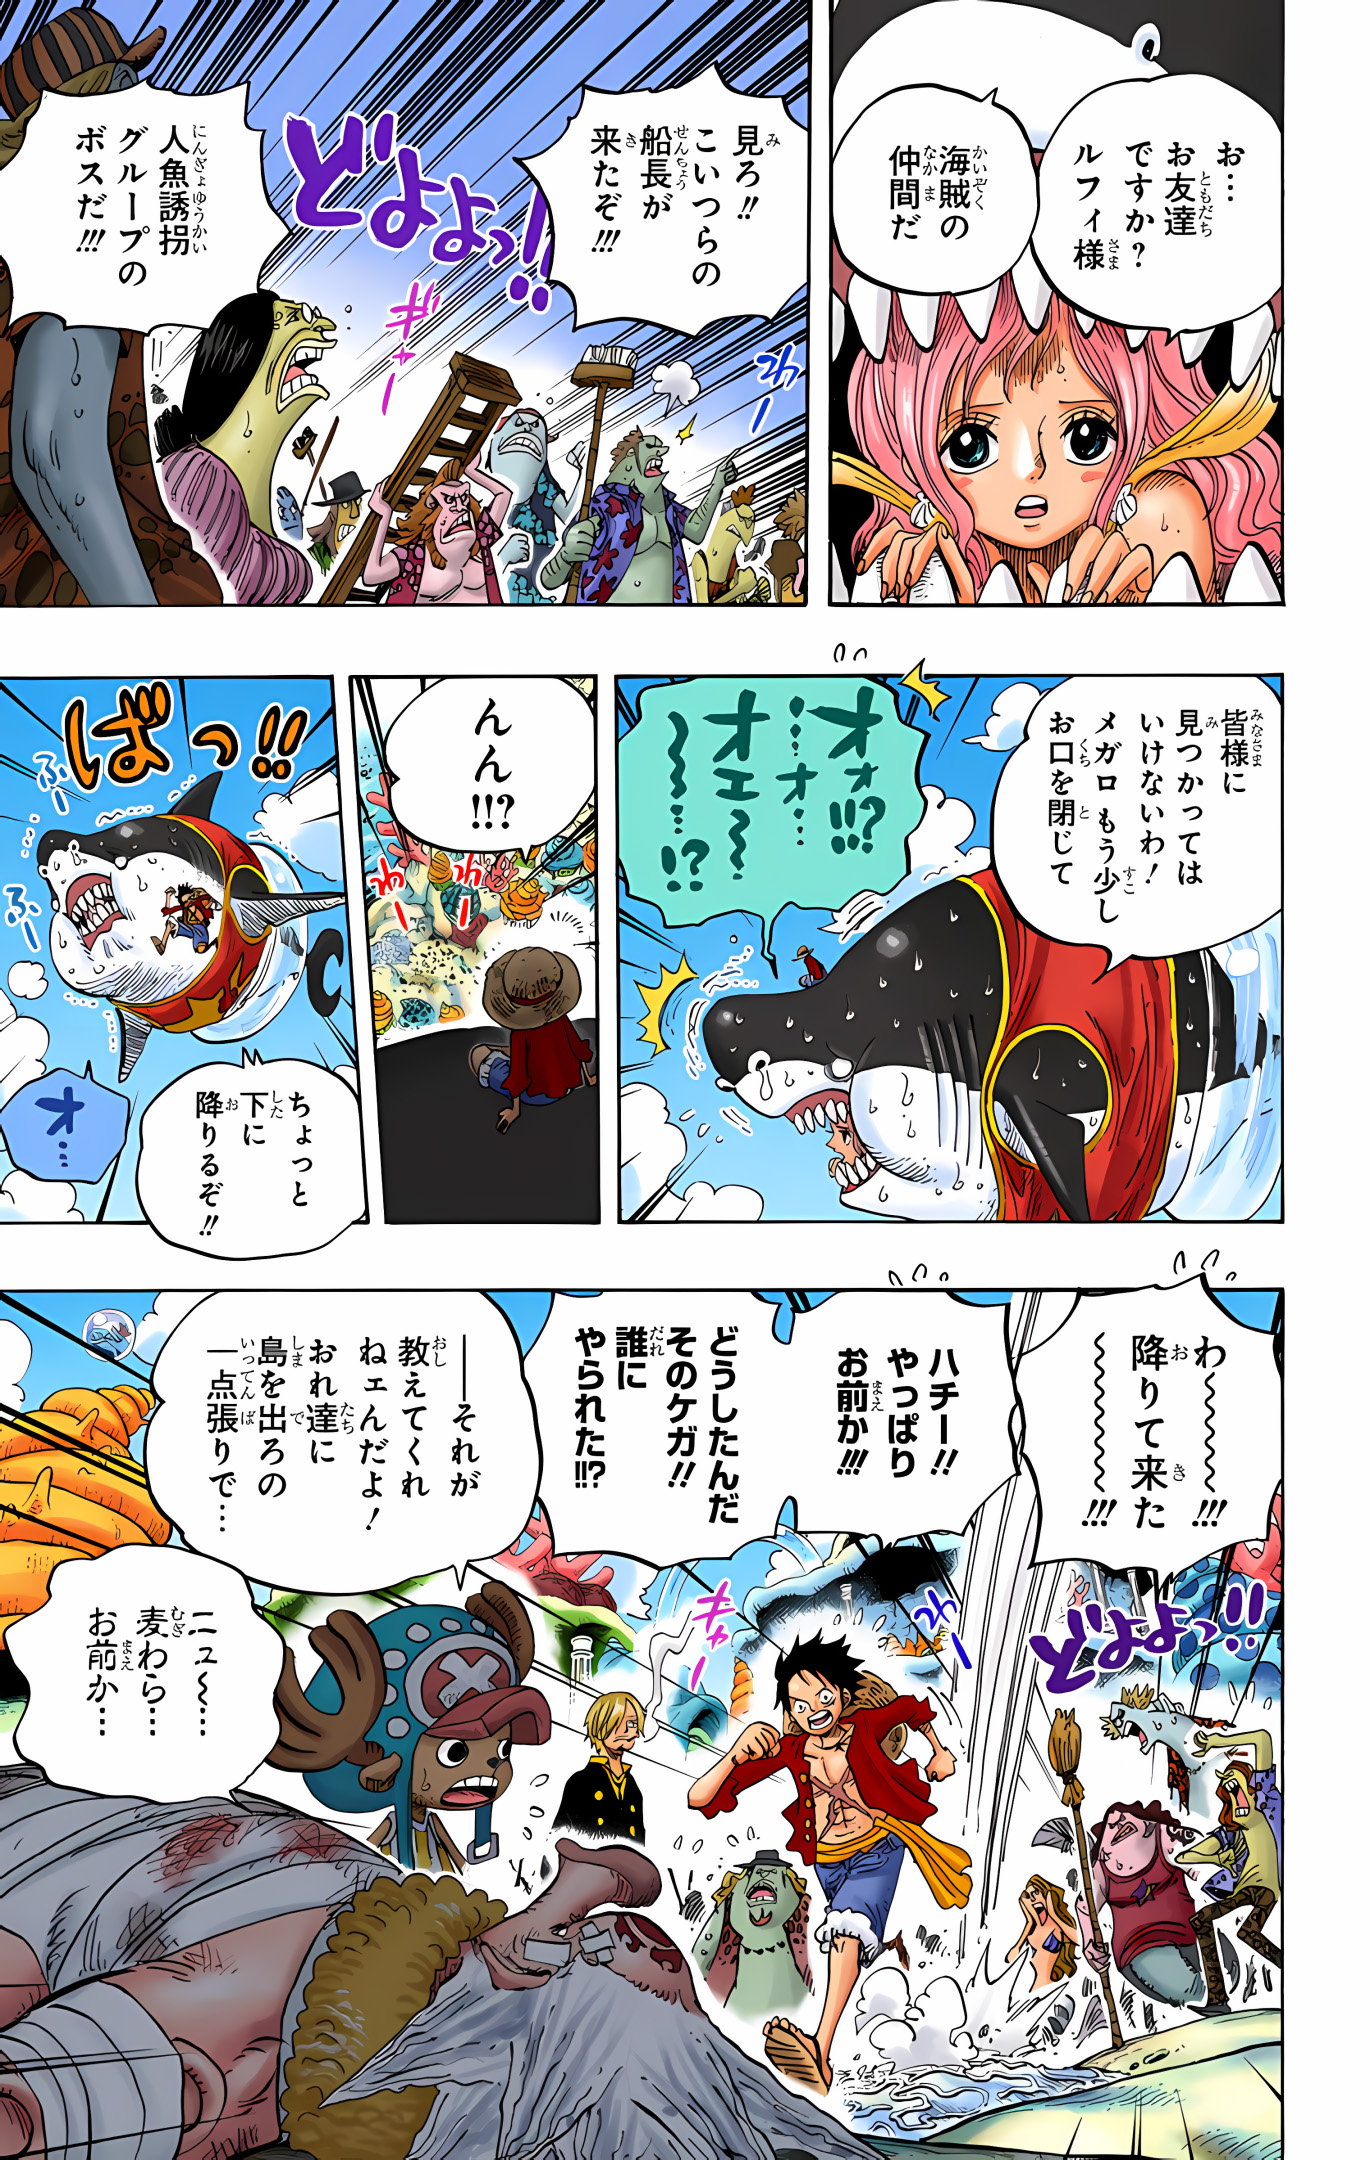 お…
お友達
ですか?
ルフィ様
海賊の
仲間だ
見ろ!!
こいつらの
船長が
来たぞ!!!
どよよっ!!
ギャー
わー
人魚誘拐
グループの
ボスだ!!!
皆様に
見つかっては
いけないわ!
メガロ もう少し
お口を閉じて
オォ!!?
…オ…
オエ〜
〜…!?
んん!!?
わー
わー
ばっ!!
ふー
ふー
ちょっと
下に
降りるぞ!!
オ…
わ〜〜!!!
降りて来た
〜〜〜!!!
ハチー!!
やっぱり
お前か!!!
どうしたんだ
そのケガ!!
誰に
やられた!!?
──それが
教えてくれ
ねェんだよ!
おれ達に
島を出ろの
一点張りで…
ニュ〜〜…
麦わら…
お前か…
どよよっ!!
わー
キャー